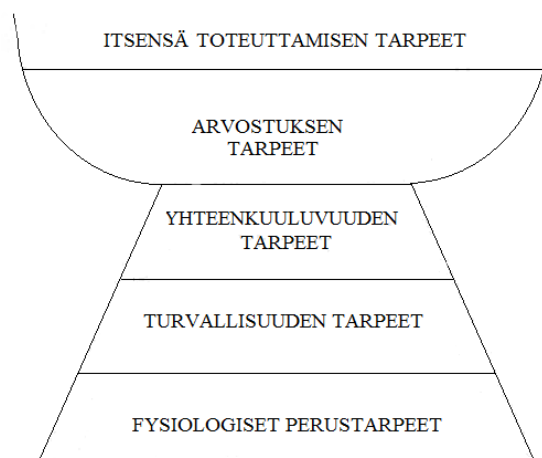 ITSENSÄ TOTEUTTAMISEN TARPEET
ARVOSTUKSEN
TARPEET
YHTEENKUULUVUUDEN
TARPEET
TURVALLISUUDEN TARPEET
FYSIOLOGISET PERUSTARPEET